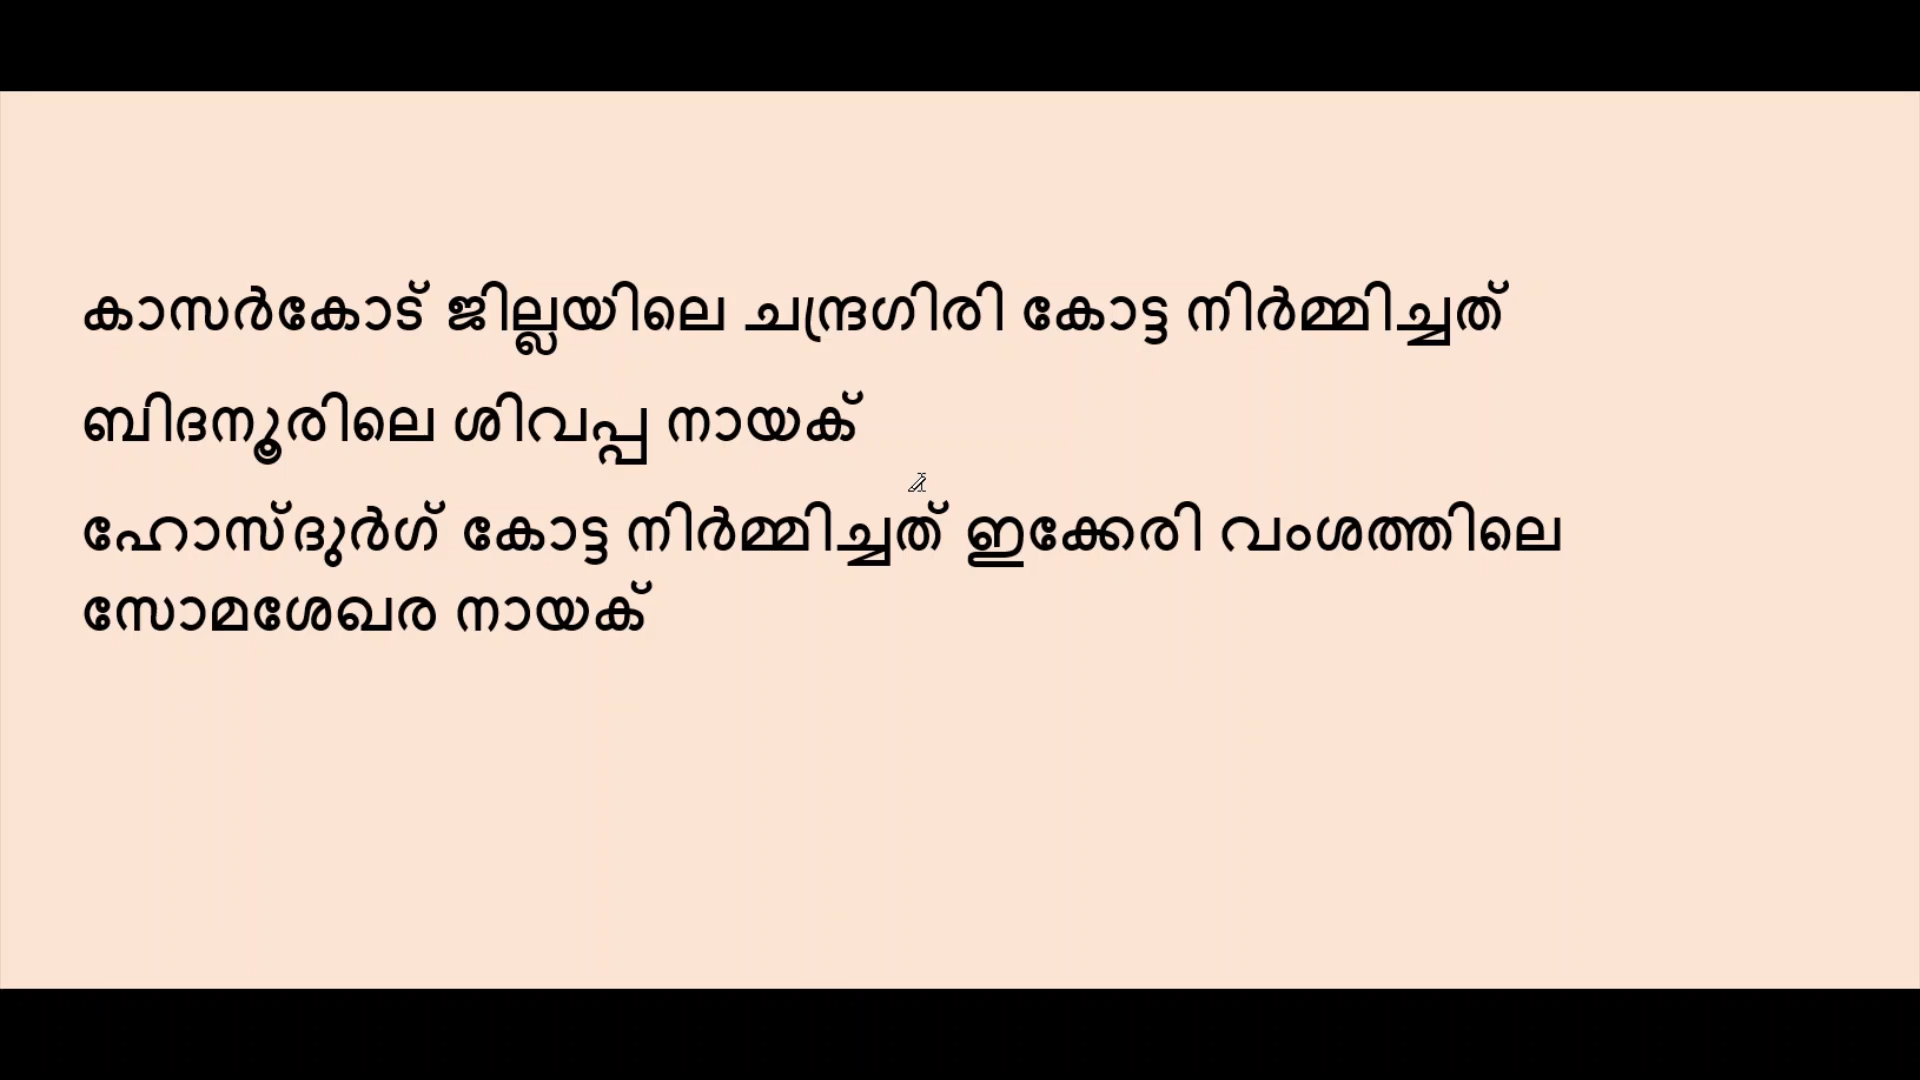 കാസർകോട് ജില്ലയിലെ ചന്ദ്രഗിരി കോട്ട നിർമ്മിച്ചത്
ബിദനൂരിലെ ശിവപ്പ നായക്
ഹോസ്ദുർഗ് കോട്ട നിർമ്മിച്ചത് ഇക്കേരി വംശത്തിലെ
സോമശേഖര നായക്